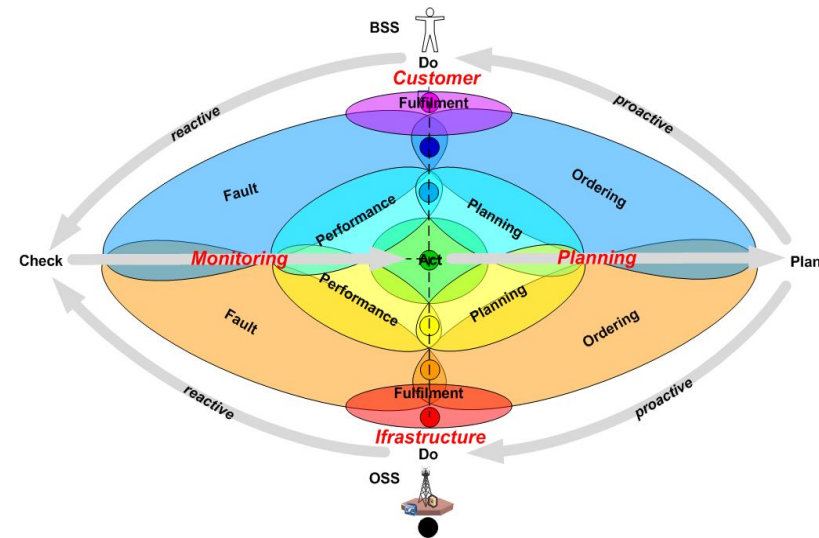 BSS
Do
Customer
Fulfilment
reactive
proactive
Fault
Ordering
Performance
Planning
Check
Monitoring
Act
Planning
Plan
Performance
Planning
Fault
Ordering
Fulfilment
reactive
proactive
Ifrastructure
Do
OSS